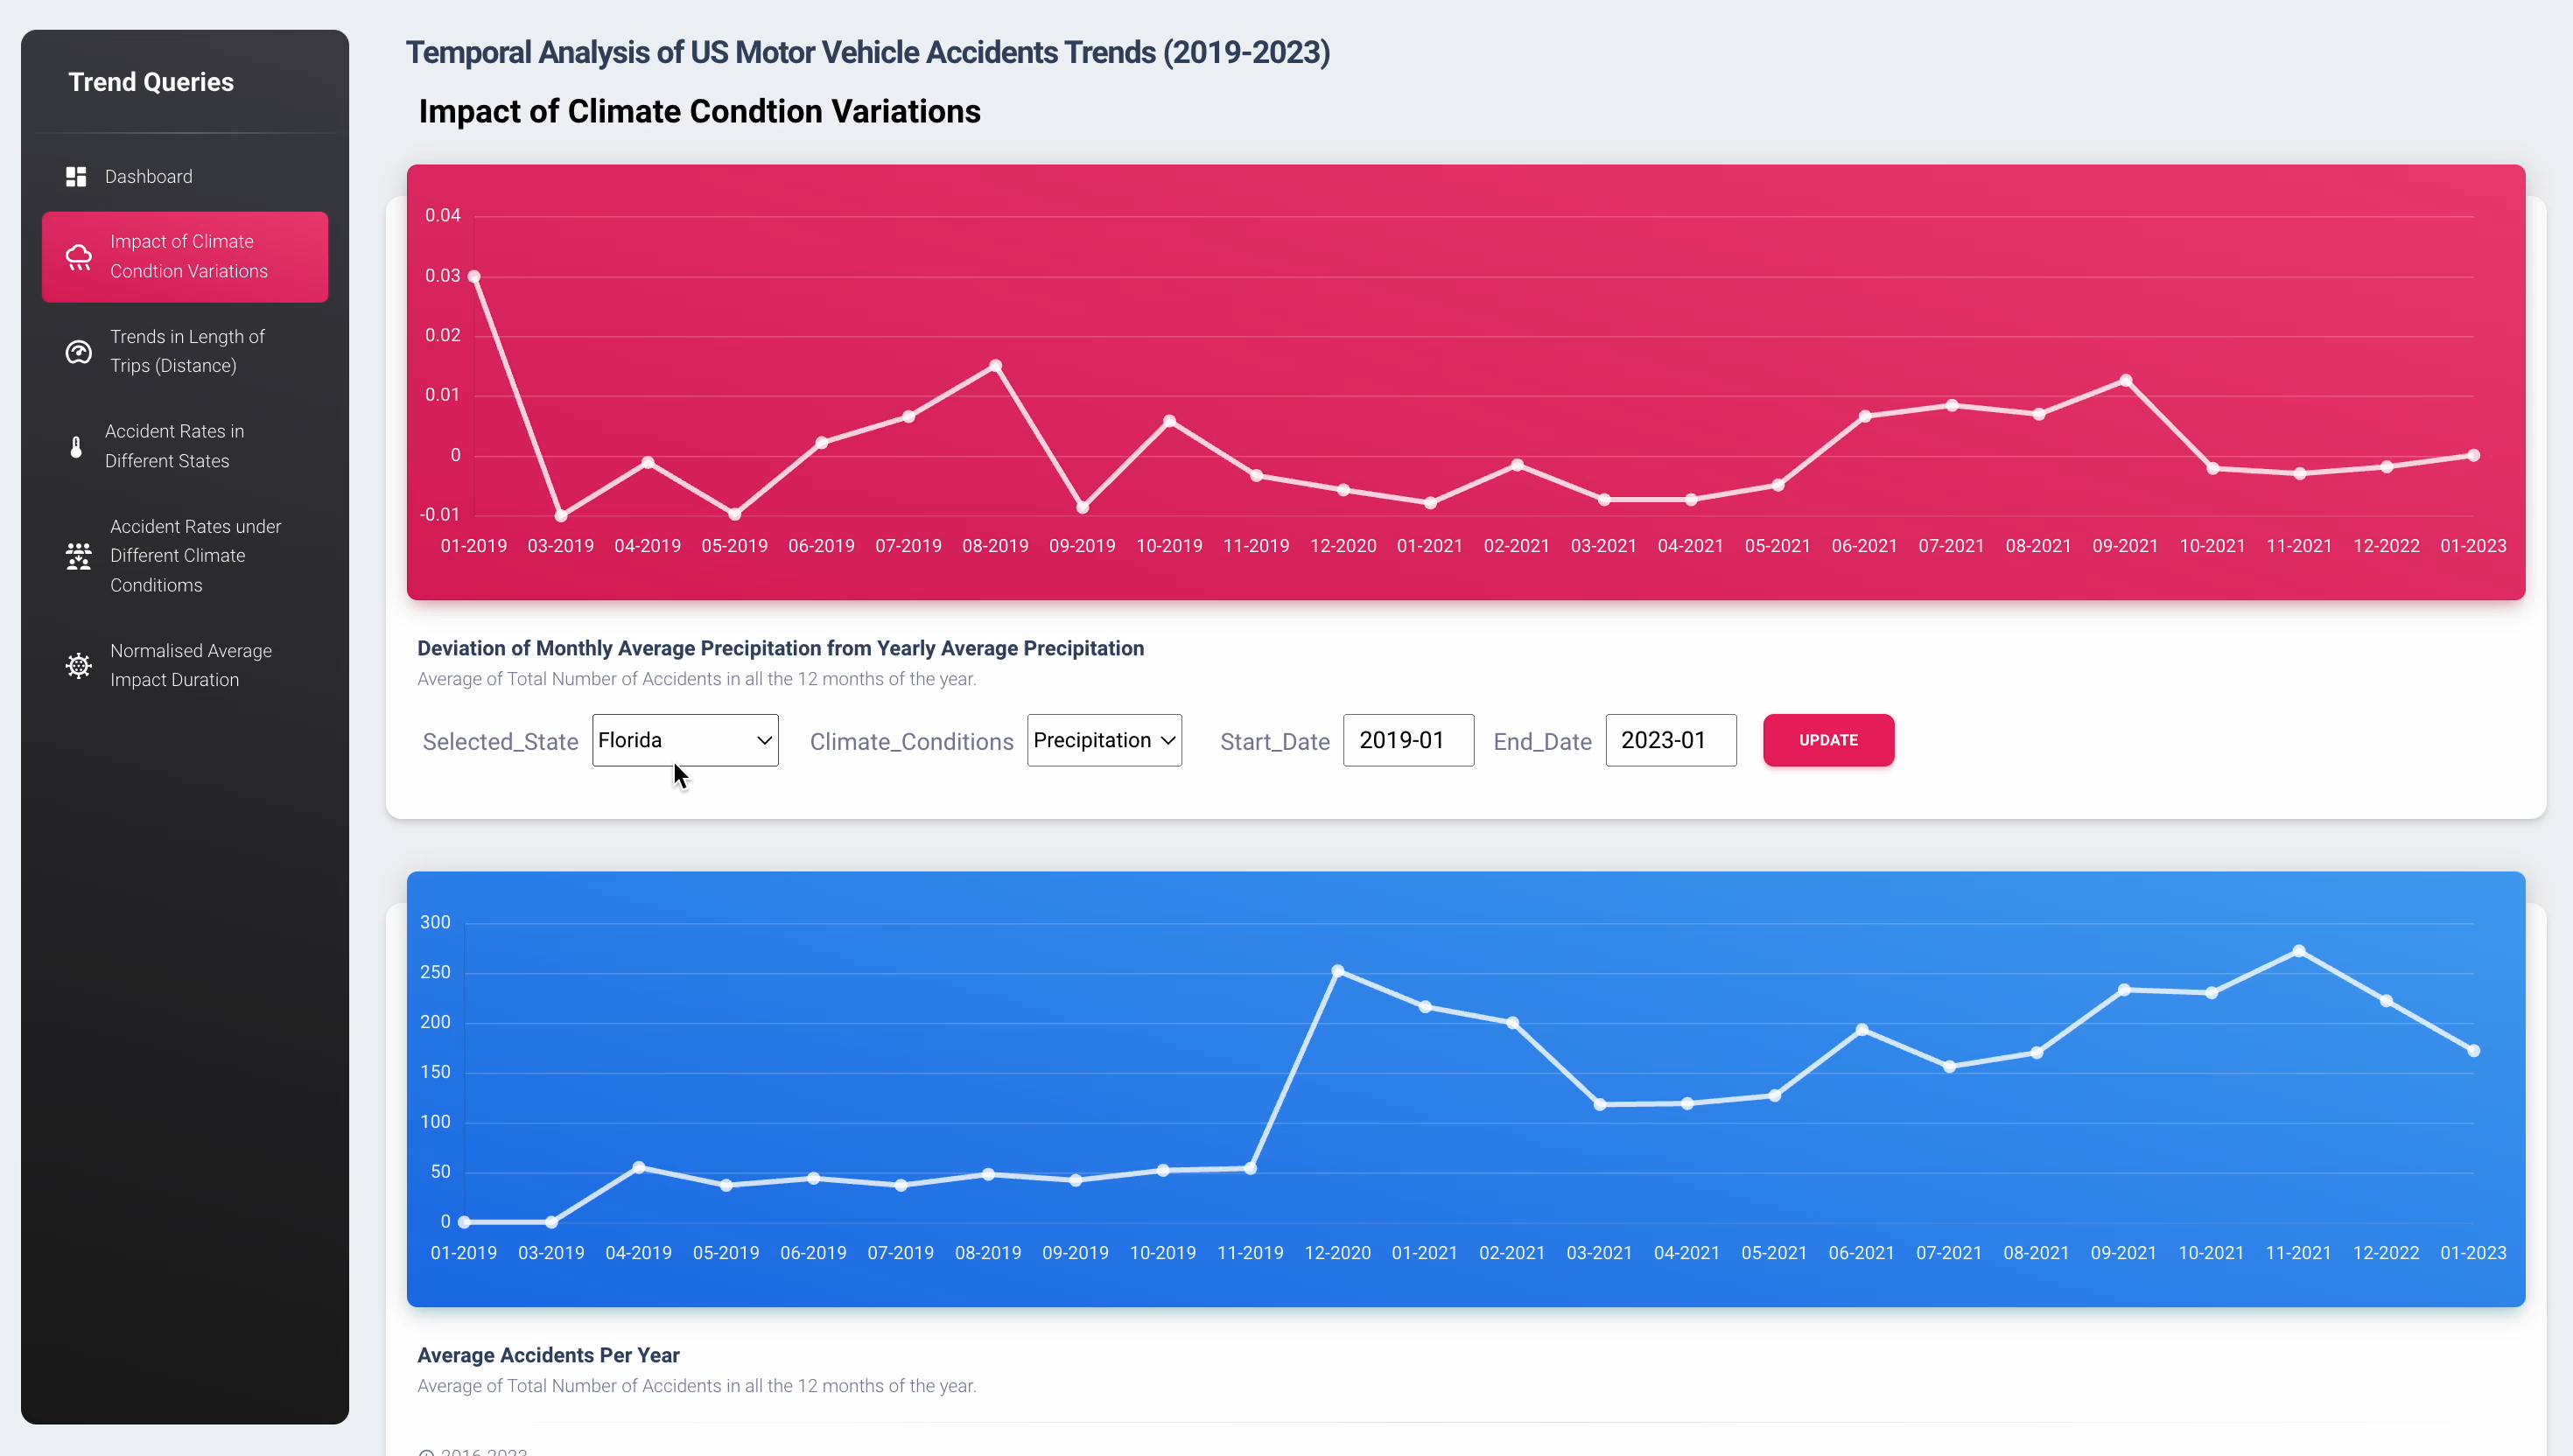 Trend Queries
Dashboard
Impact of Climate
Condtion Variations
Trends in Length of
Trips (Distance)
Accident Rates in
Different States
Accident Rates under
Different Climate
Conditioms
Normalised Average
Impact Duration
Temporal Analysis of US Motor Vehicle Accidents Trends (2019-2023)
Impact of Climate Condtion Variations
0.04
0.03
0.02
0.01
0
-0.01
01-2019 03-2019 04-2019 05-2019 06-2019 07-2019 08-2019 09-2019 10-2019 11-2019 12-2020 01-2021 02-2021 03-2021 04-2021 05-2021 06-2021 07-2021 08-2021 09-2021 10-2021 11-2021 12-2022 01-2023
Deviation of Monthly Average Precipitation from Yearly Average Precipitation
Average of Total Number of Accidents in all the 12 months of the year.
Selected_State Florida Climate_Conditions Precipitation Start_Date 2019-01 End_Date 2023-01 UPDATE
300
250
200
150
100
50
0
01-2019 03-2019 04-2019 05-2019 06-2019 07-2019 08-2019 09-2019 10-2019 11-2019 12-2020 01-2021 02-2021 03-2021 04-2021 05-2021 06-2021 07-2021 08-2021 09-2021 10-2021 11-2021 12-2022 01-2023
Average Accidents Per Year
Average of Total Number of Accidents in all the 12 months of the year.
2016-2023